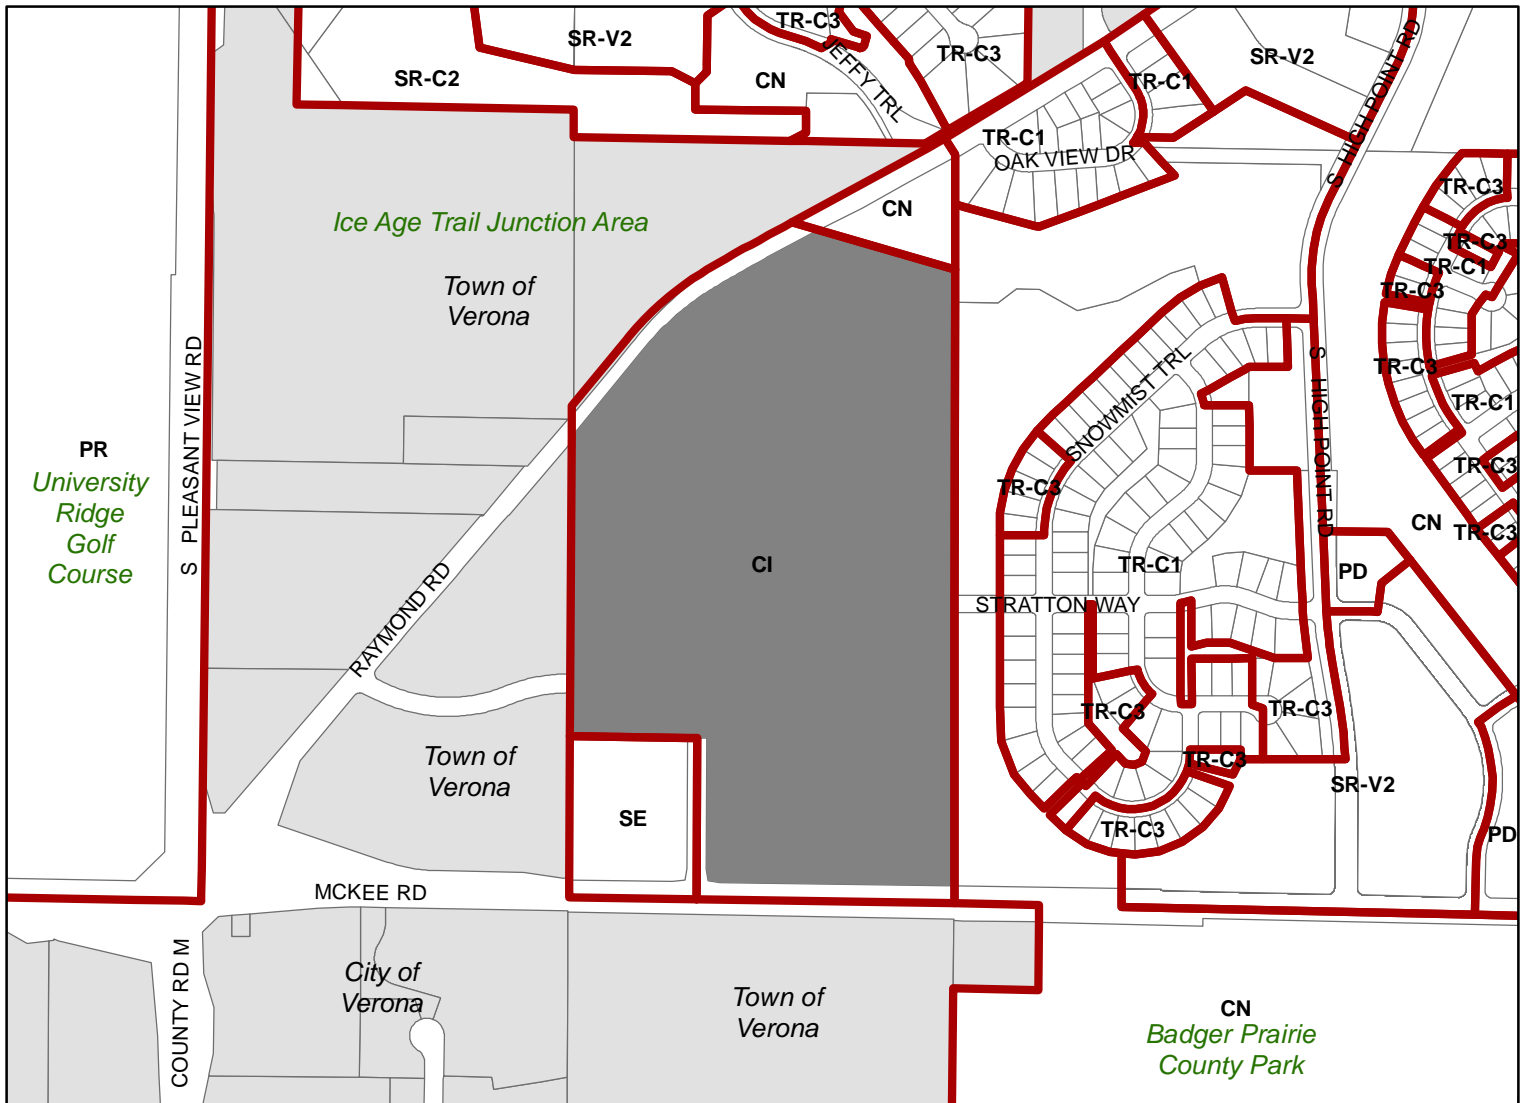 TR-C3
SR-V2
TR-C3
SR-V2
SR-C2
CN
JEFFY TRL
TR-C1
S HIGH POINT RD
TR-C1
OAK VIEW DR
TR-C3
CN
Ice Age Trail Junction Area
TR-C3
TR-C1
Town of
Verona
TR-C3
S PLEASANT VIEW RD
SNOWMIST TRL
S HIGH POINT RD
TR-C3
TR-C1
PR
University
Ridge
Golf
Course
TR-C3
TR-C3
CN
TR-C3
CI
TR-C1
PD
RAYMOND RD
STRATTON WAY
TR-C3
TR-C3
Town of
Verona
TR-C3
SR-V2
SE
TR-C3
PD
MCKEE RD
COUNTY RD M
City of
Verona
Town of
Verona
CN
Badger Prairie
County Park